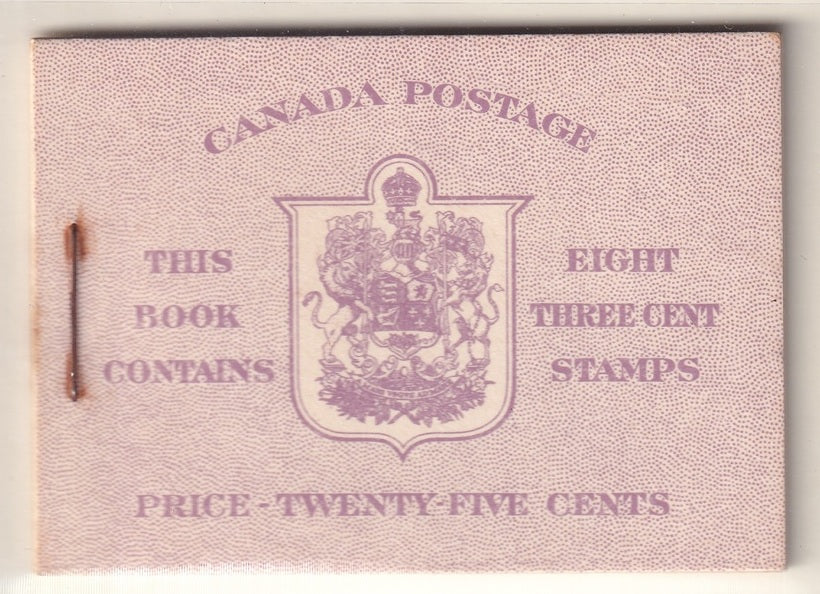 CANADA POSTAGE
THIS
BOOK
CONTAINS
EIGHT
THREE CENT
STAMPS
PRICE - TWENTY-FIVE CENTS